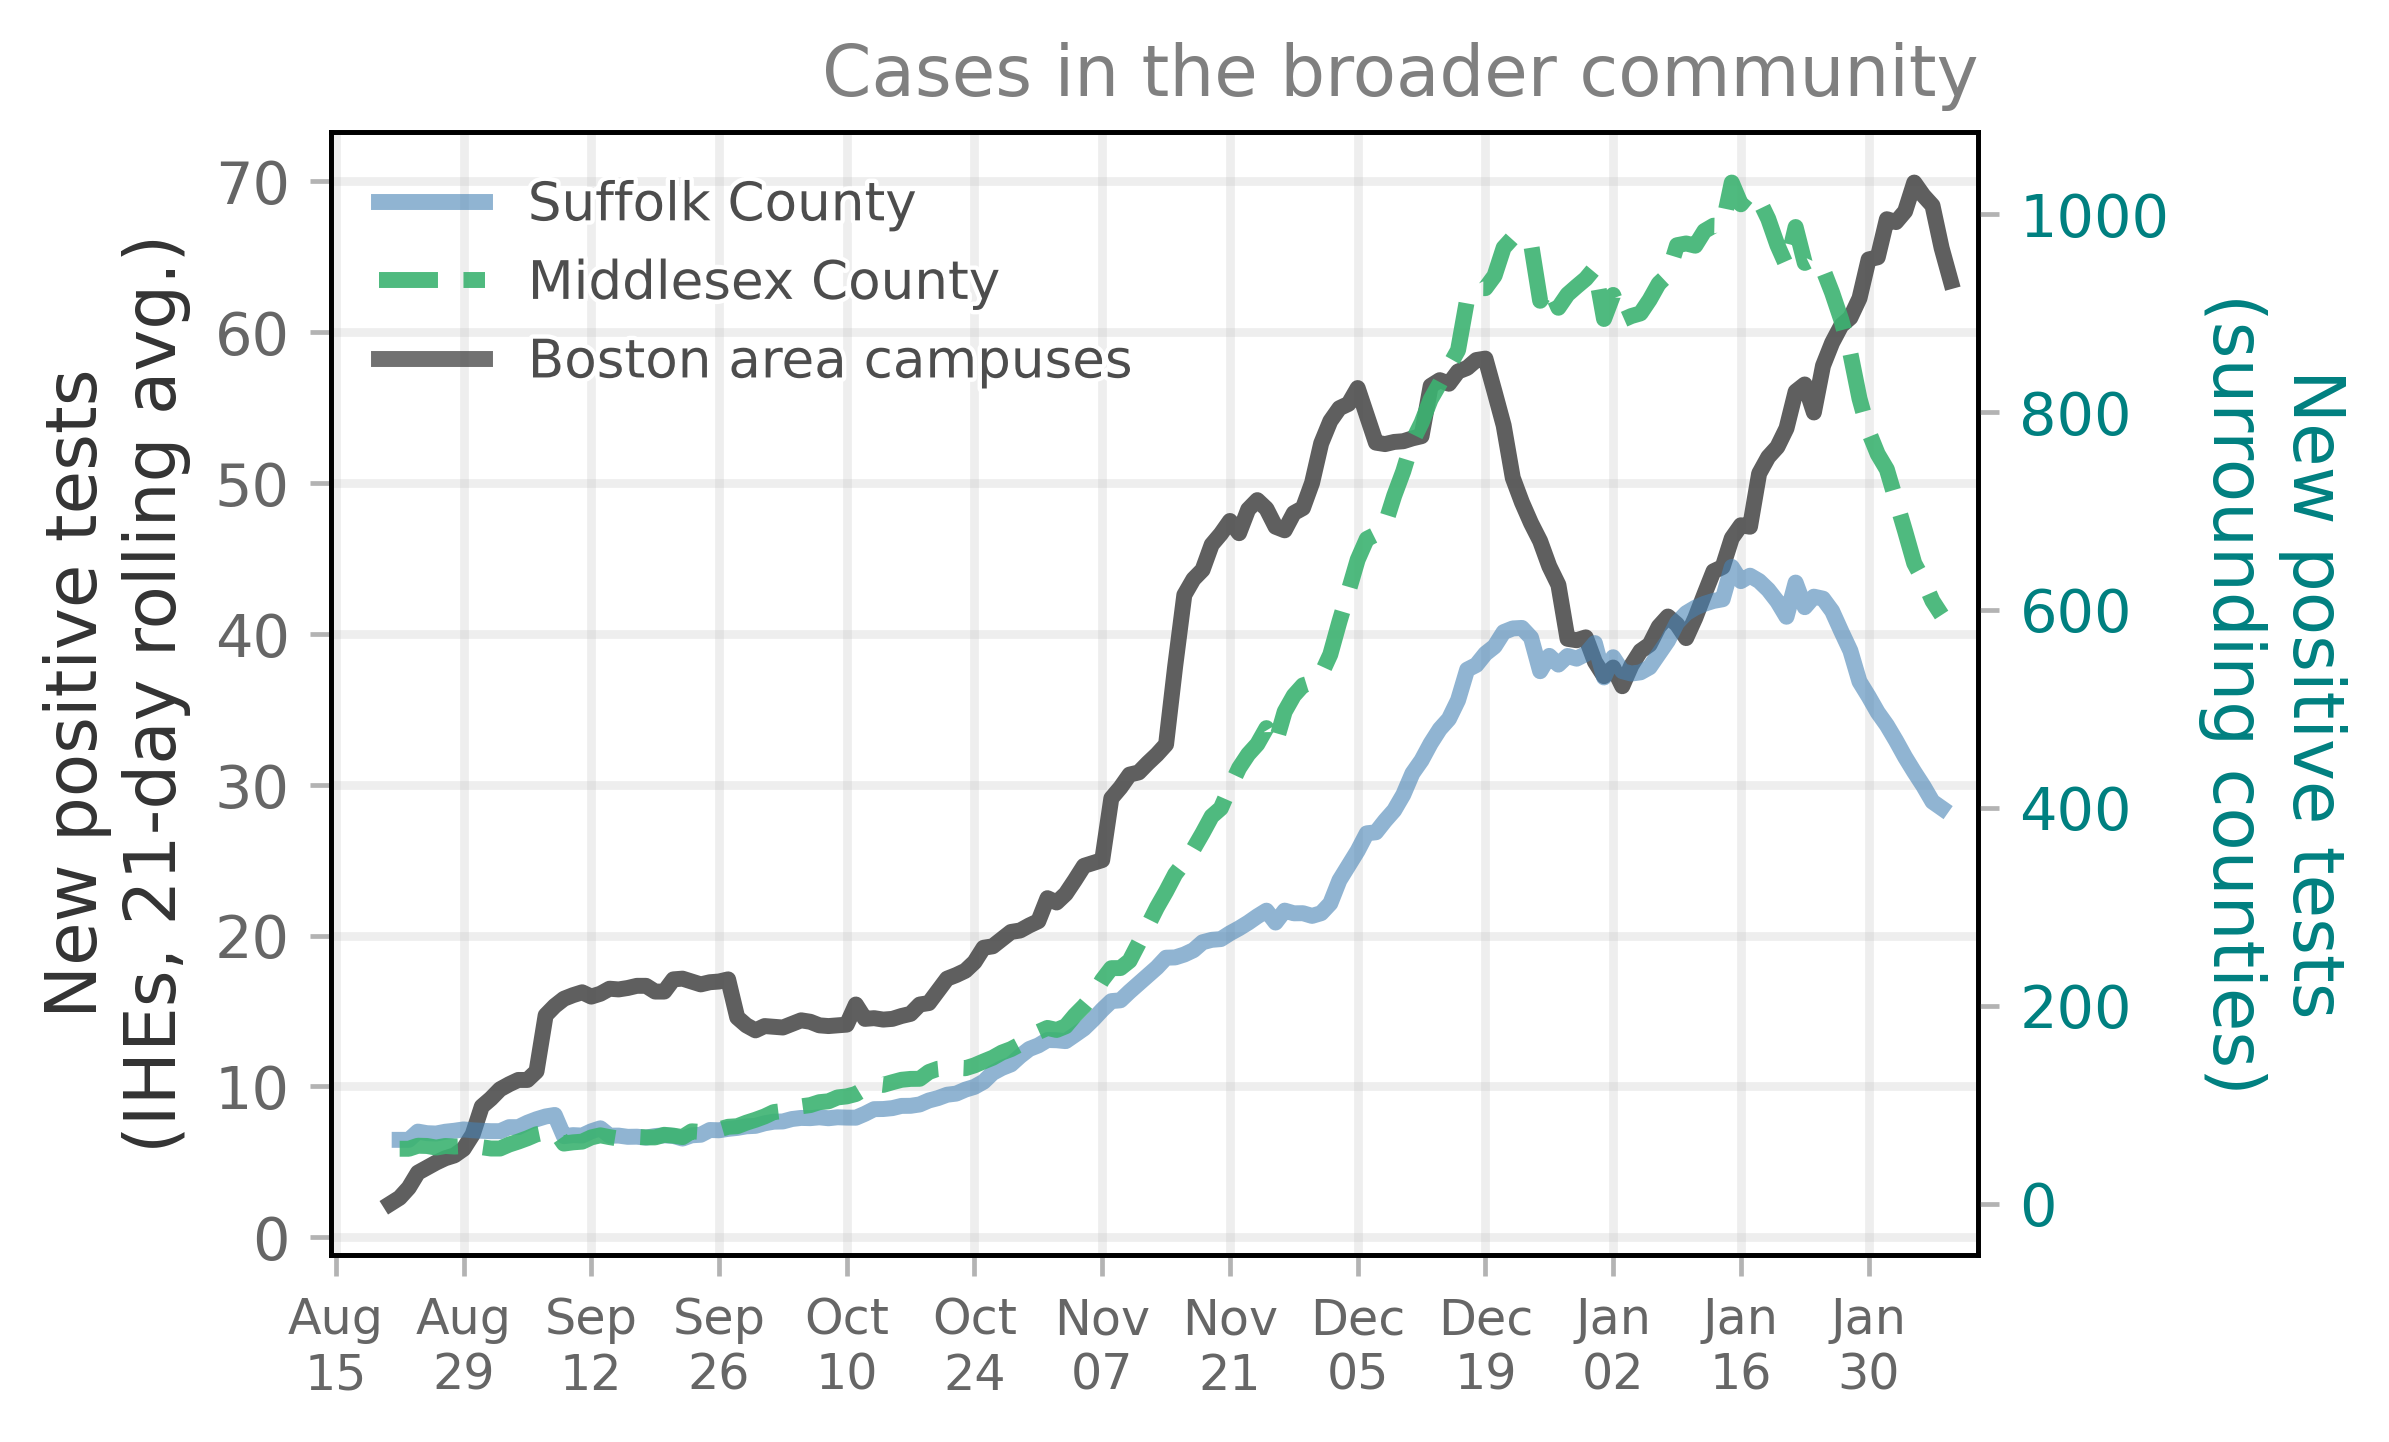 Cases in the broader community
New positive tests
(IHEs, 21-day rolling avg.)
70
60
50
40
30
20
10
0
Suffolk County
Middlesex County
Boston area campuses
1000
800
600
400
200
0
New positive tests
(surrounding counties)
Aug
15
Aug
29
Sep
12
Sep
26
Oct
10
Oct
24
Nov
07
Nov
21
Dec
05
Dec
19
Jan
02
Jan
16
Jan
30